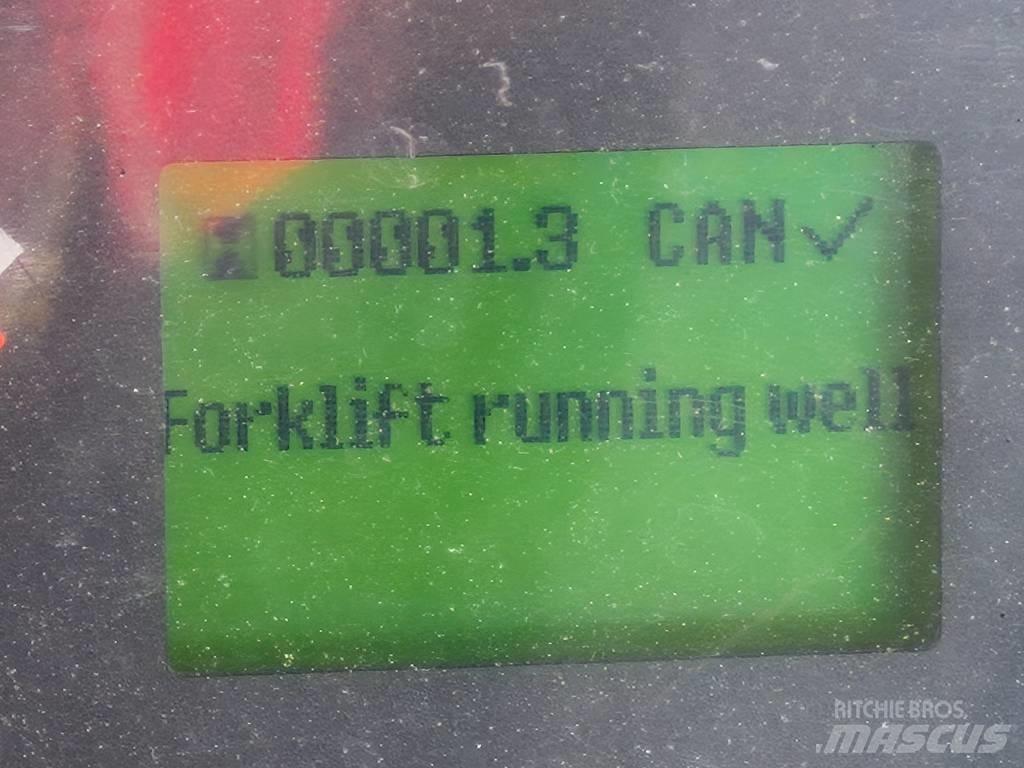 00001.3 CAN✓
Forklift running well
RITCHIE BROS.
.MASCUS